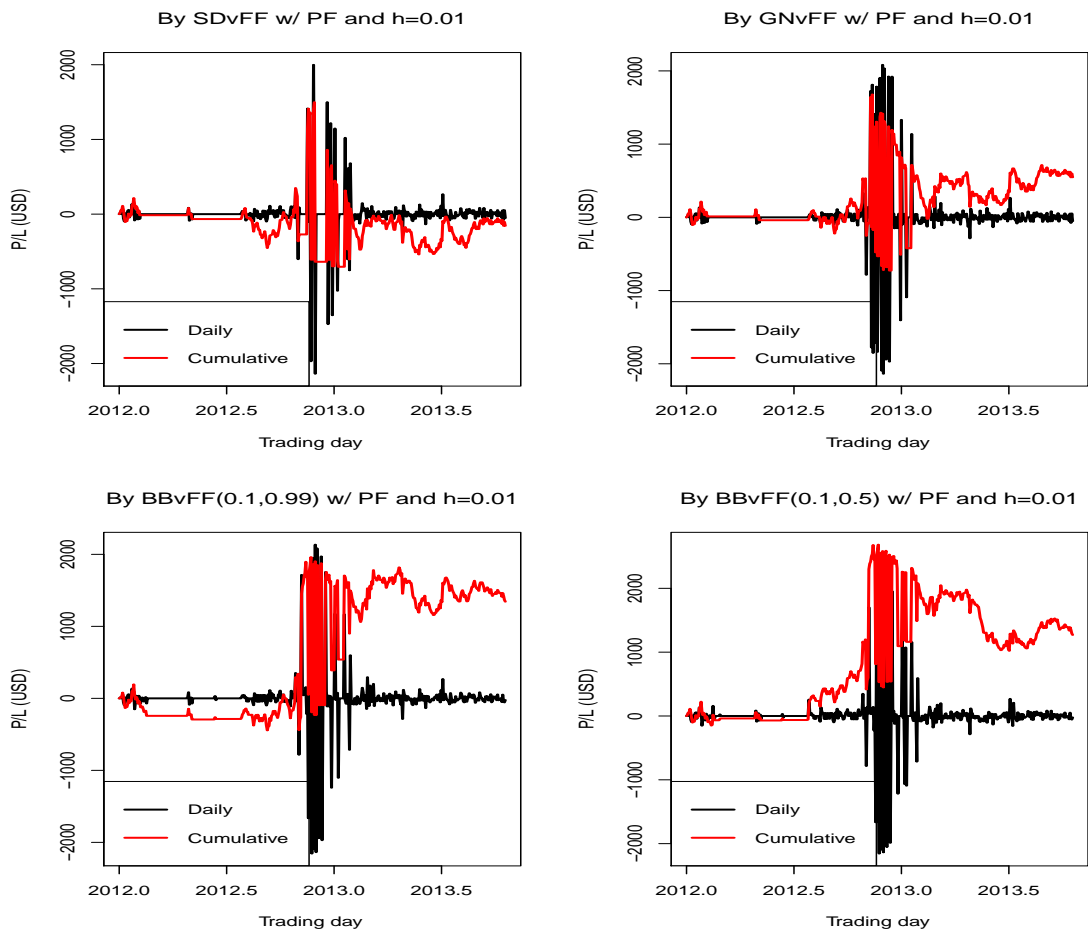 By SDvFF w/ PF and h=0.01
P/L (USD)
2000
1000
0
−1000
−2000
Daily
Cumulative
2012.0 2012.5 2013.0 2013.5
Trading day
By GNvFF w/ PF and h=0.01
P/L (USD)
2000
1000
0
−1000
−2000
Daily
Cumulative
2012.0 2012.5 2013.0 2013.5
Trading day
By BBvFF(0.1,0.99) w/ PF and h=0.01
P/L (USD)
2000
1000
0
−1000
−2000
Daily
Cumulative
2012.0 2012.5 2013.0 2013.5
Trading day
By BBvFF(0.1,0.5) w/ PF and h=0.01
P/L (USD)
2000
1000
0
−1000
−2000
Daily
Cumulative
2012.0 2012.5 2013.0 2013.5
Trading day